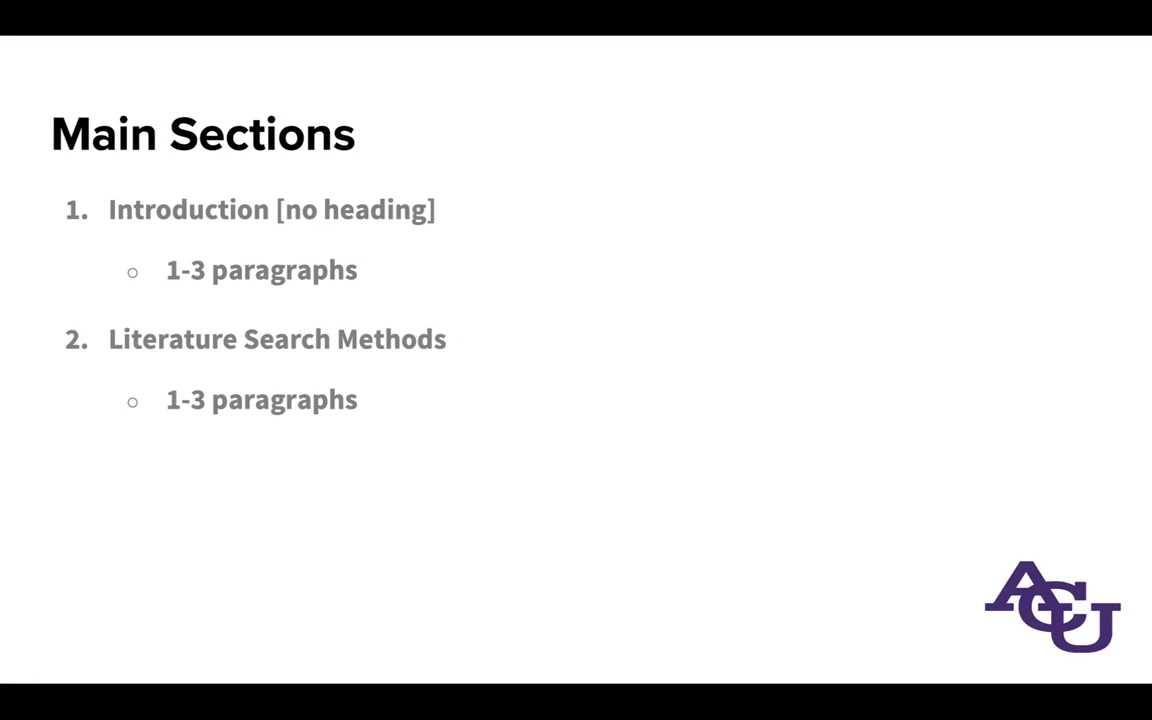 Main Sections
1. Introduction [no heading]
○ 1-3 paragraphs
2. Literature Search Methods
○ 1-3 paragraphs
ACU